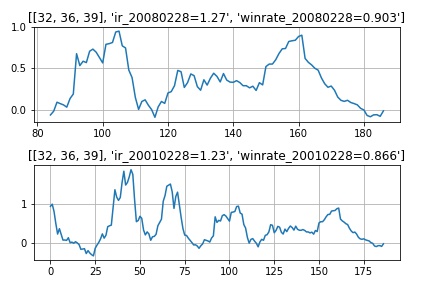 [[32, 36, 39], 'ir_20080228=1.27', 'winrate_20080228=0.903']
1.0
0.5
0.0
80 100 120 140 160 180
[[32, 36, 39], 'ir_20010228=1.23', 'winrate_20010228=0.866']
1
0
0 25 50 75 100 125 150 175